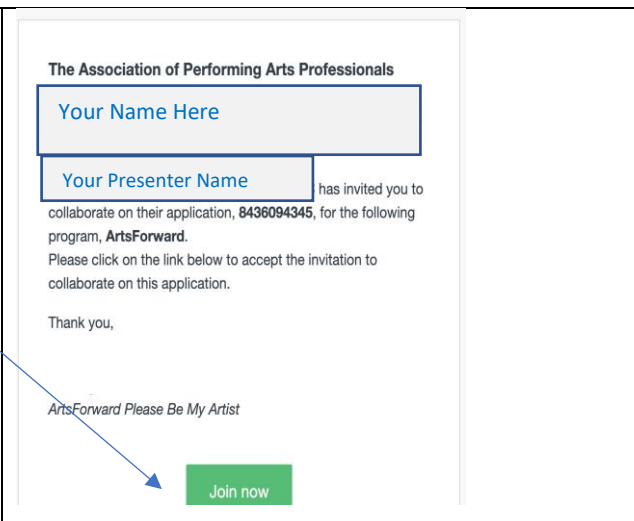 The Association of Performing Arts Professionals
Your Name Here
Your Presenter Name
has invited you to
collaborate on their application, 8436094345, for the following
program, ArtsForward.
Please click on the link below to accept the invitation to
collaborate on this application.
Thank you,
ArtsForward Please Be My Artist
Join now